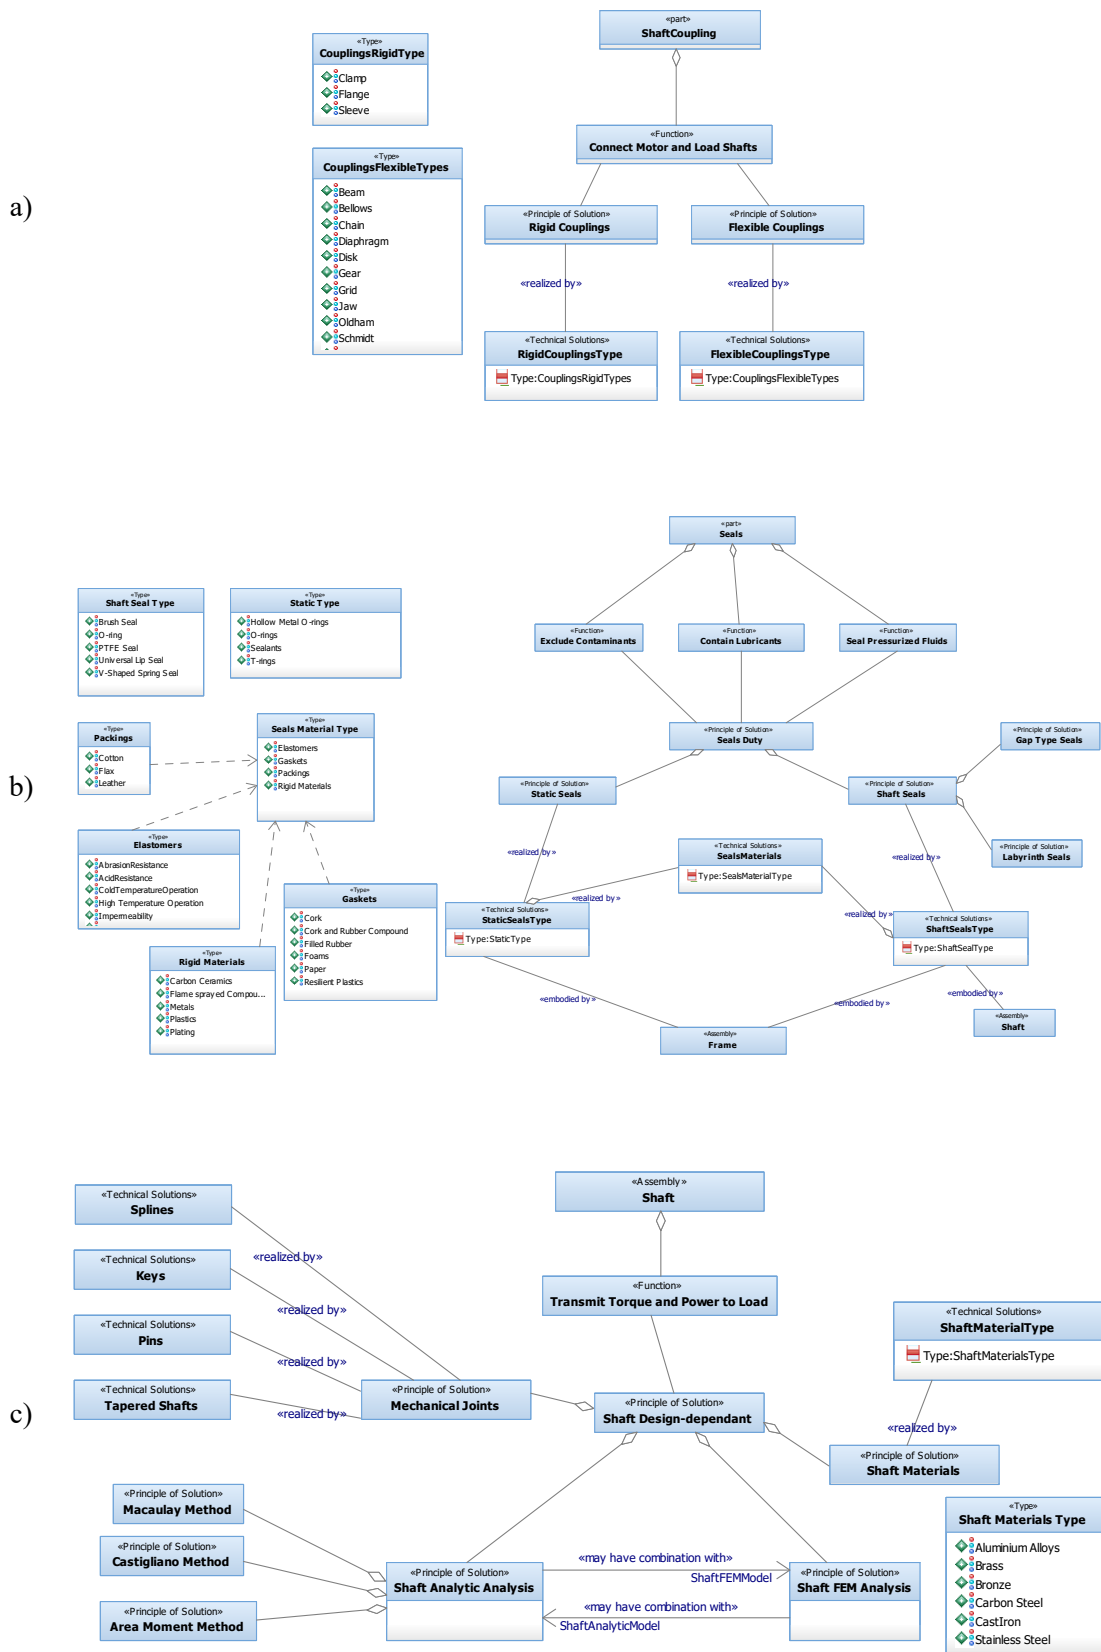 a)
«Type»
CouplingsRigidType
Clamp
Flange
Sleeve
«Type»
CouplingsFlexibleTypes
Beam
Bellows
Chain
Diaphragm
Disk
Gear
Grid
Jaw
Oldham
Schmidt
«part»
ShaftCoupling
«Function»
Connect Motor and Load Shafts
«Principle of Solution»
Rigid Couplings
«Principle of Solution»
Flexible Couplings
«realized by»
«realized by»
«Technical Solutions»
RigidCouplingsType
Type:CouplingsRigidTypes
«Technical Solutions»
FlexibleCouplingsType
Type:CouplingsFlexibleTypes
b)
«Type»
Shaft Seal Type
Brush Seal
O-ring
PTFE Seal
Universal Lip Seal
V-Shaped Spring Seal
«Type»
Static Type
Hollow Metal O-rings
O-rings
Sealants
T-rings
«Type»
Packings
Cotton
Flax
Leather
«Type»
Seals Material Type
Elastomers
Gaskets
Packings
Rigid Materials
«Type»
Elastomers
AbrasionResistance
AcidResistance
ColdTemperatureOperation
High Temperature Operation
Impermeability
«Type»
Gaskets
Cork
Cork and Rubber Compound
Filled Rubber
Foams
Paper
Resilient Plastics
«Type»
Rigid Materials
Carbon Ceramics
Flame sprayed Compou...
Metals
Plastics
Plating
«part»
Seals
«Function»
Exclude Contaminants
«Function»
Contain Lubricants
«Function»
Seal Pressurized Fluids
«Principle of Solution»
Seals Duty
«Principle of Solution»
Gap Type Seals
«Principle of Solution»
Static Seals
«Principle of Solution»
Shaft Seals
«Principle of Solution»
Labyrinth Seals
«realized by»
«Technical Solutions»
SealsMaterials
Type:SealsMaterialType
«realized by»
«realized by»
«realized by»
«Technical Solutions»
StaticSealsType
Type:StaticType
«Technical Solutions»
ShaftSealsType
Type:ShaftSealType
«embodied by»
«embodied by»
«embodied by»
«Assembly»
Frame
«Assembly»
Shaft
c)
«Technical Solutions»
Splines
«Technical Solutions»
Keys
«Technical Solutions»
Pins
«Technical Solutions»
Tapered Shafts
«realized by»
«realized by»
«realized by»
«realized by»
«Assembly»
Shaft
«Function»
Transmit Torque and Power to Load
«Technical Solutions»
ShaftMaterialType
Type:ShaftMaterialsType
«Principle of Solution»
Mechanical Joints
«Principle of Solution»
Shaft Design-dependant
«realized by»
«Principle of Solution»
Shaft Materials
«Principle of Solution»
Macaulay Method
«Principle of Solution»
Castigliano Method
«Principle of Solution»
Area Moment Method
«Principle of Solution»
Shaft Analytic Analysis
«may have combination with»
ShaftFEMModel
«may have combination with»
ShaftAnalyticModel
«Principle of Solution»
Shaft FEM Analysis
«Type»
Shaft Materials Type
Aluminium Alloys
Brass
Bronze
Carbon Steel
CastIron
Stainless Steel